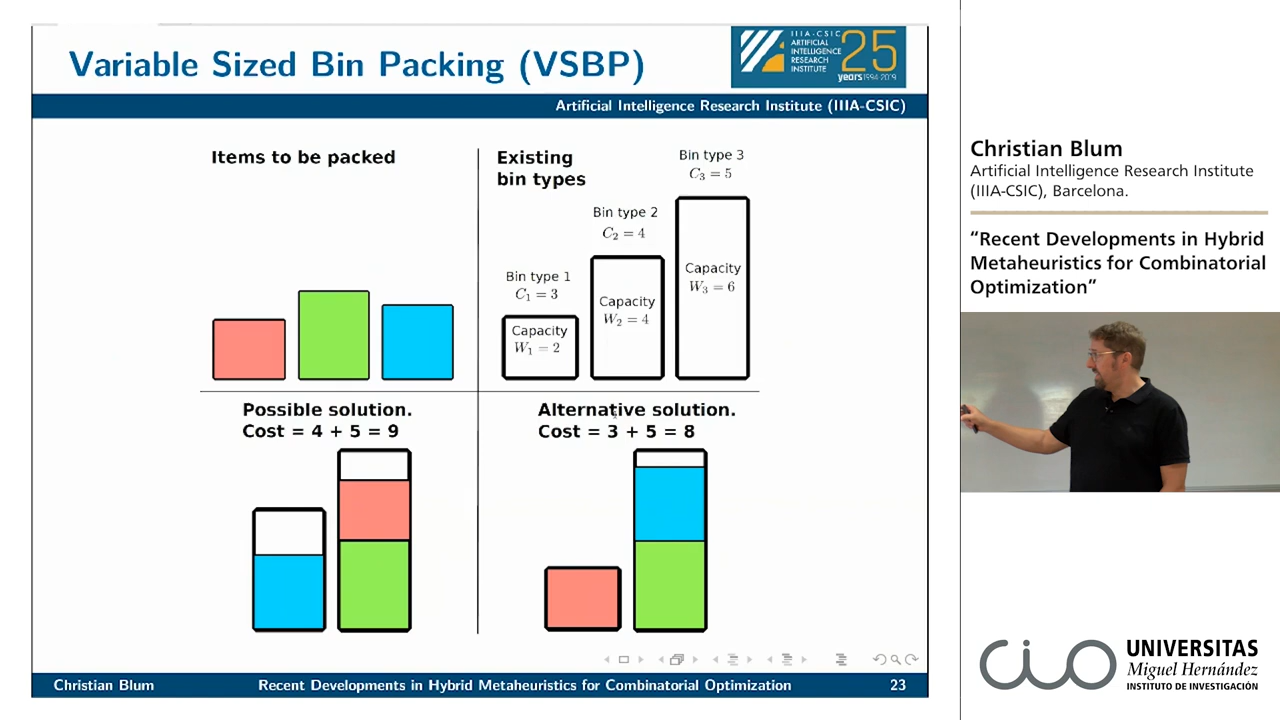 Variable Sized Bin Packing (VSBP)
IIIA-CSIC
ARTIFICIAL
INTELLIGENCE
RESEARCH
INSTITUTE
25
years 1994-2019
Artificial Intelligence Research Institute (IIIA-CSIC)
Items to be packed
Existing
bin types
Bin type 1
C₁ = 3
Capacity
W₁ = 2
Bin type 2
C₂ = 4
Capacity
W₂ = 4
Bin type 3
C₃ = 5
Capacity
W₃ = 6
Possible solution.
Cost = 4 + 5 = 9
Alternative solution.
Cost = 3 + 5 = 8
Christian Blum
Recent Developments in Hybrid Metaheuristics for Combinatorial Optimization
23
Christian Blum
Artificial Intelligence Research Institute
(IIIA-CSIC), Barcelona.
“Recent Developments in Hybrid
Metaheuristics for Combinatorial
Optimization”
cio
UNIVERSITAS
Miguel Hernández
INSTITUTO DE INVESTIGACIÓN